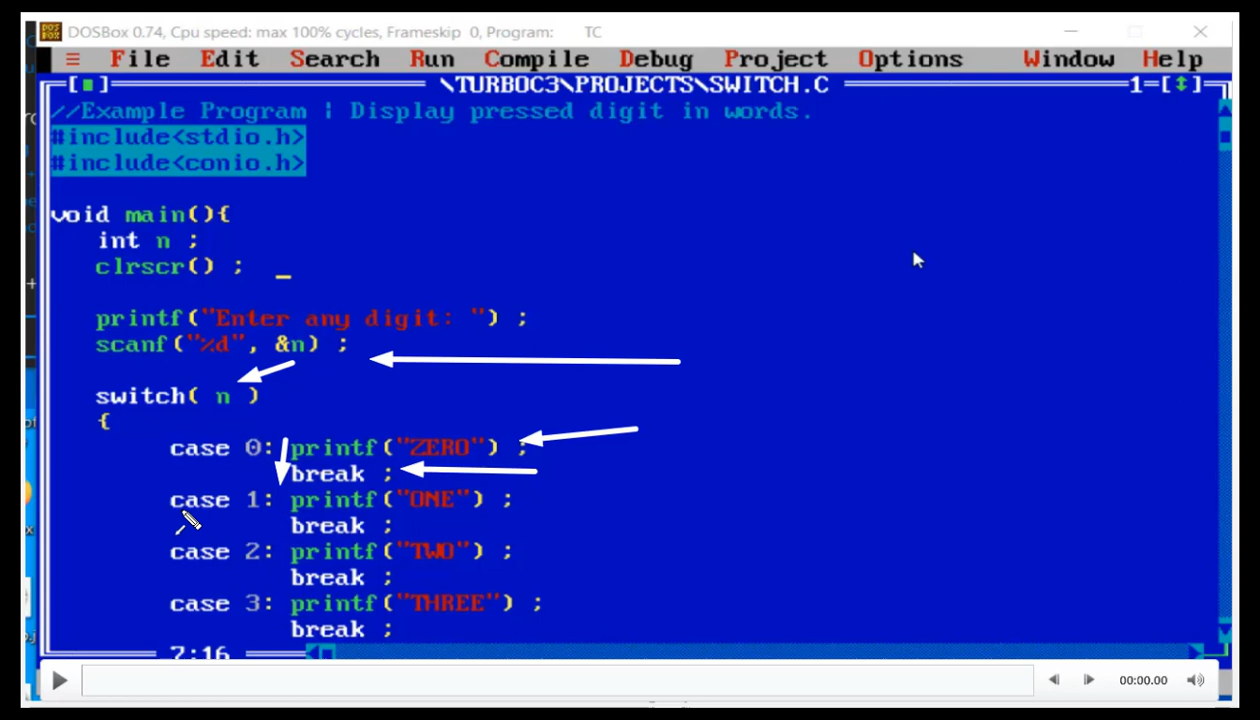 DOSBox 0.74, Cpu speed: max 100% cycles, Frameskip 0, Program: TC
≡ File Edit Search Run Compile Debug Project Options Window Help
[■] \TURBOC3\PROJECTS\SWITCH.C 1=[↕]
//Example Program | Display pressed digit in words.
#include<stdio.h>
#include<conio.h>
void main(){
int n ;
clrscr() ; _
printf("Enter any digit: ") ;
scanf("%d", &n) ;
switch( n )
{
case 0: printf("ZERO") ;
break ;
case 1: printf("ONE") ;
break ;
case 2: printf("TWO") ;
break ;
case 3: printf("THREE") ;
break ;
7:16
00:00.00